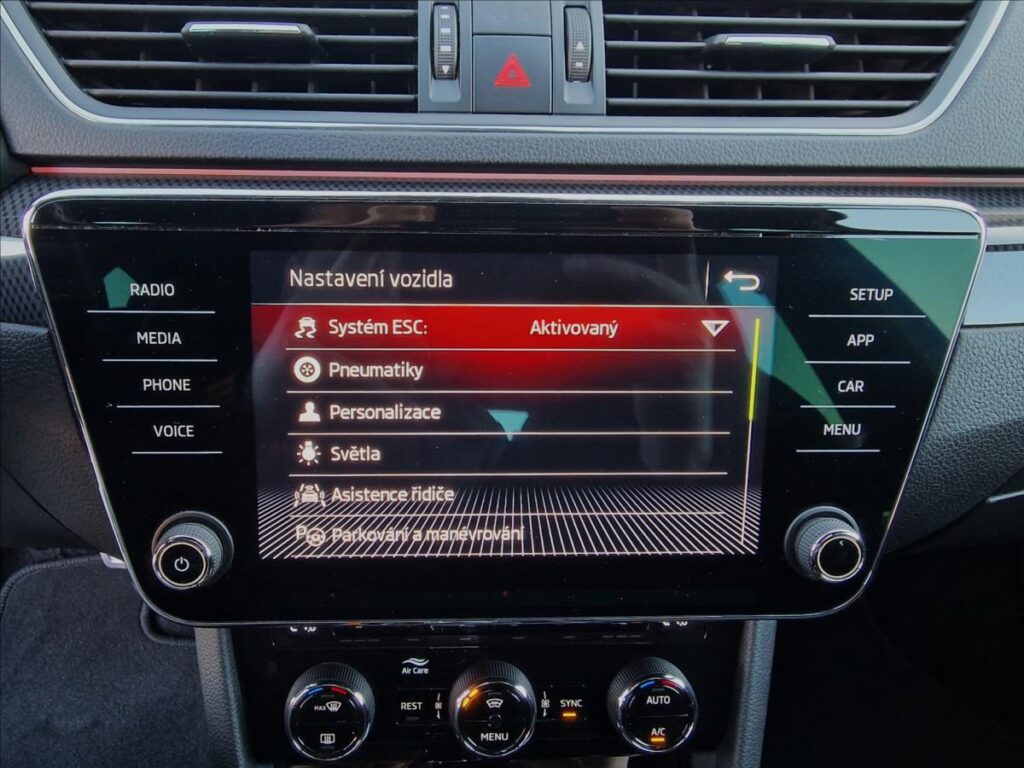 RADIO
MEDIA
PHONE
VOICE
Nastavení vozidla
Systém ESC: Aktivovaný
Pneumatiky
Personalizace
Světla
Asistence řidiče
Parkování a manévrování
SETUP
APP
CAR
MENU
Air Care
MAX
REST
MENU
SYNC
AUTO
A/C